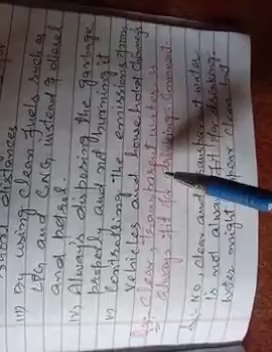 small distances
iii) By using clean fuels such as
LPG and CNG instead of diesel
and petrol.
iv) Always disposing the garbage
properly and not burning it
v) Controlling the emissions from
vehicles and household chimneys
Clear, transparent water is
always fit for drinking. Comment.
No, clear and transparent water
is not always fit for drinking.
Water might appear clean but